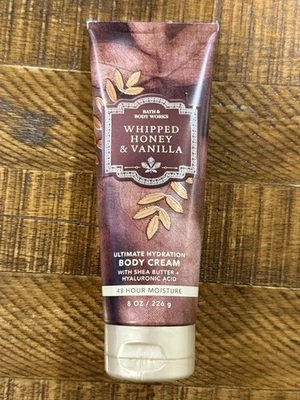 BATH &
BODY WORKS
WHIPPED
HONEY
& VANILLA
ULTIMATE HYDRATION
BODY CREAM
WITH SHEA BUTTER +
HYALURONIC ACID
48 HOUR MOISTURE
8 OZ / 226 g